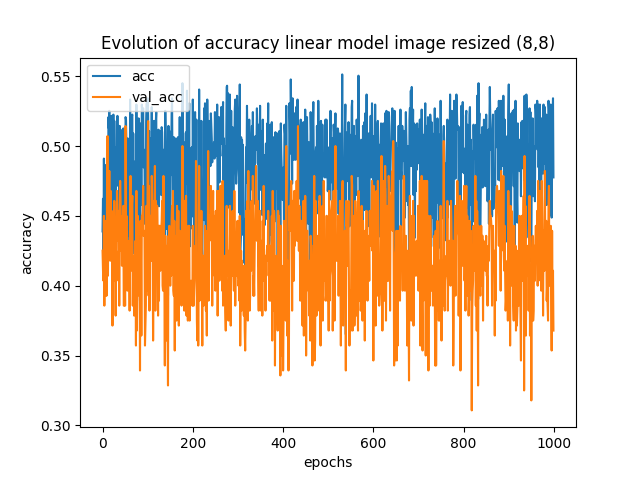 Evolution of accuracy linear model image resized (8,8)
acc
val_acc
accuracy
0.55
0.50
0.45
0.40
0.35
0.30
0
200
400
600
800
1000
epochs